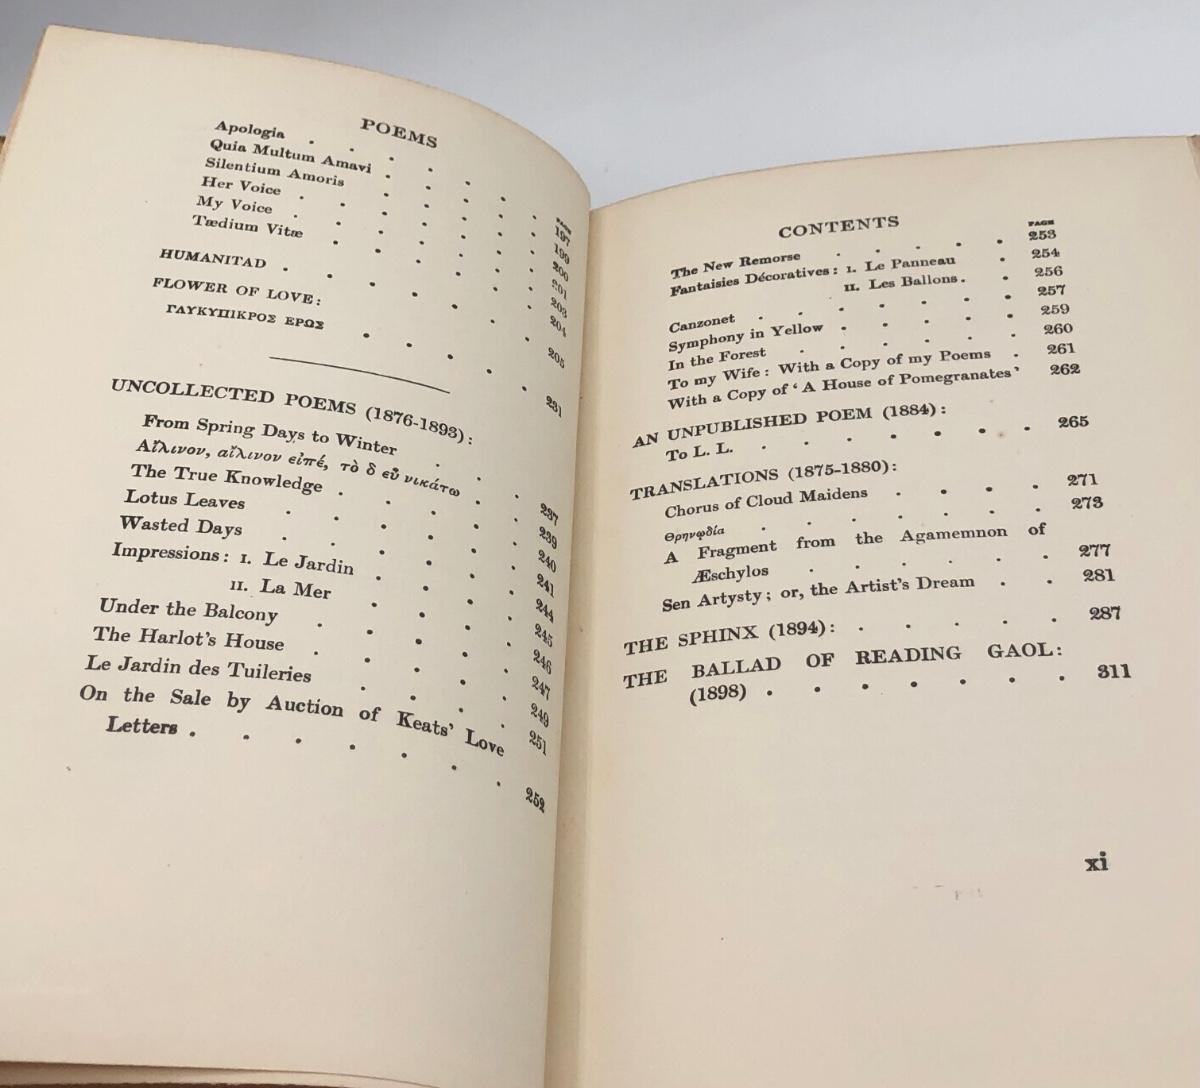 POEMS
PAGE
Apologia . . . . . . . 197
Quia Multum Amavi . . . . . 199
Silentium Amoris . . . . . 200
Her Voice . . . . . . . 201
My Voice . . . . . . . 203
Tædium Vitæ . . . . . . 204
HUMANITAD . . . . . . . 205
FLOWER OF LOVE:
ΓΛΥΚΥΠΙΚΡΟΣ ΕΡΩΣ . . . . . 231
UNCOLLECTED POEMS (1876-1893):
From Spring Days to Winter . . . . 237
Αἴλινον, αἴλινον εἰπέ, τὸ δ εὖ νικάτω . . 239
The True Knowledge . . . . . 240
Lotus Leaves . . . . . . 241
Wasted Days . . . . . . 244
Impressions: I. Le Jardin . . . . 245
II. La Mer . . . . 246
Under the Balcony . . . . . 247
The Harlot's House . . . . . 249
Le Jardin des Tuileries . . . . 251
On the Sale by Auction of Keats' Love
Letters . . . . . . . 252
CONTENTS
PAGE
The New Remorse . . . . . 253
Fantaisies Décoratives: I. Le Panneau . 254
II. Les Ballons . . 256
Canzonet . . . . . . . 257
Symphony in Yellow . . . . . 259
In the Forest . . . . . . 260
To my Wife: With a Copy of my Poems . 261
With a Copy of 'A House of Pomegranates' 262
AN UNPUBLISHED POEM (1884):
To L. L. . . . . . . . 265
TRANSLATIONS (1875-1880):
Chorus of Cloud Maidens . . . . 271
Θρηνῳδία . . . . . . . 273
A Fragment from the Agamemnon of
Æschylos . . . . . . 277
Sen Artysty; or, the Artist's Dream . . 281
THE SPHINX (1894): . . . . . 287
THE BALLAD OF READING GAOL:
(1898) . . . . . . . 311
xi